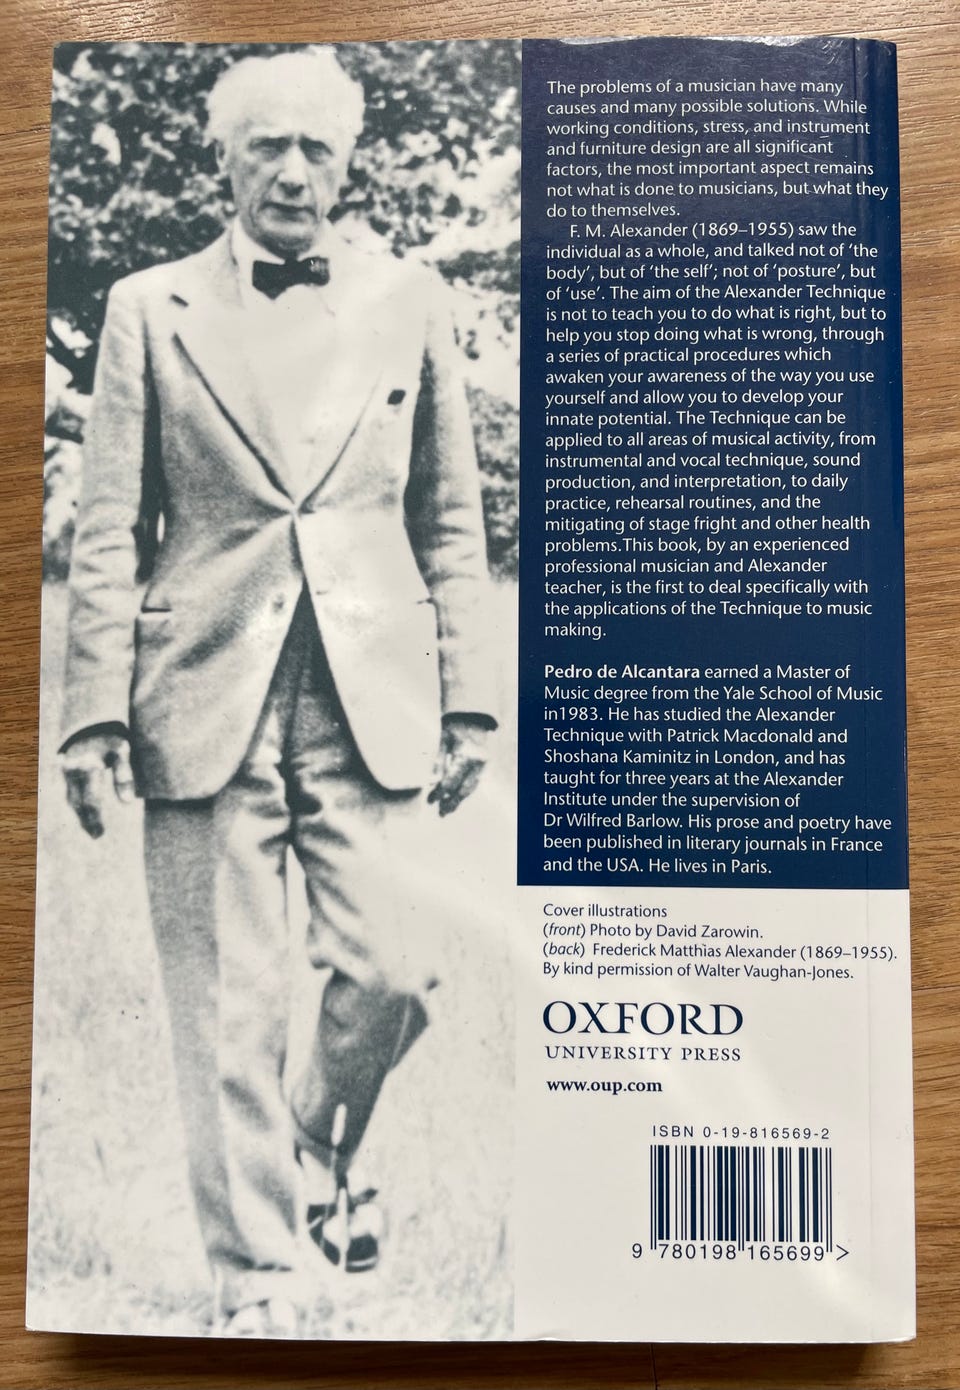 The problems of a musician have many
causes and many possible solutions. While
working conditions, stress, and instrument
and furniture design are all significant
factors, the most important aspect remains
not what is done to musicians, but what they
do to themselves.
F. M. Alexander (1869–1955) saw the
individual as a whole, and talked not of ‘the
body’, but of ‘the self’; not of ‘posture’, but
of ‘use’. The aim of the Alexander Technique
is not to teach you to do what is right, but to
help you stop doing what is wrong, through
a series of practical procedures which
awaken your awareness of the way you use
yourself and allow you to develop your
innate potential. The Technique can be
applied to all areas of musical activity, from
instrumental and vocal technique, sound
production, and interpretation, to daily
practice, rehearsal routines, and the
mitigating of stage fright and other health
problems.This book, by an experienced
professional musician and Alexander
teacher, is the first to deal specifically with
the applications of the Technique to music
making.
Pedro de Alcantara earned a Master of
Music degree from the Yale School of Music
in1983. He has studied the Alexander
Technique with Patrick Macdonald and
Shoshana Kaminitz in London, and has
taught for three years at the Alexander
Institute under the supervision of
Dr Wilfred Barlow. His prose and poetry have
been published in literary journals in France
and the USA. He lives in Paris.
Cover illustrations
(front) Photo by David Zarowin.
(back) Frederick Matthias Alexander (1869–1955).
By kind permission of Walter Vaughan-Jones.
OXFORD
UNIVERSITY PRESS
www.oup.com
ISBN 0-19-816569-2
9 780198 165699 >